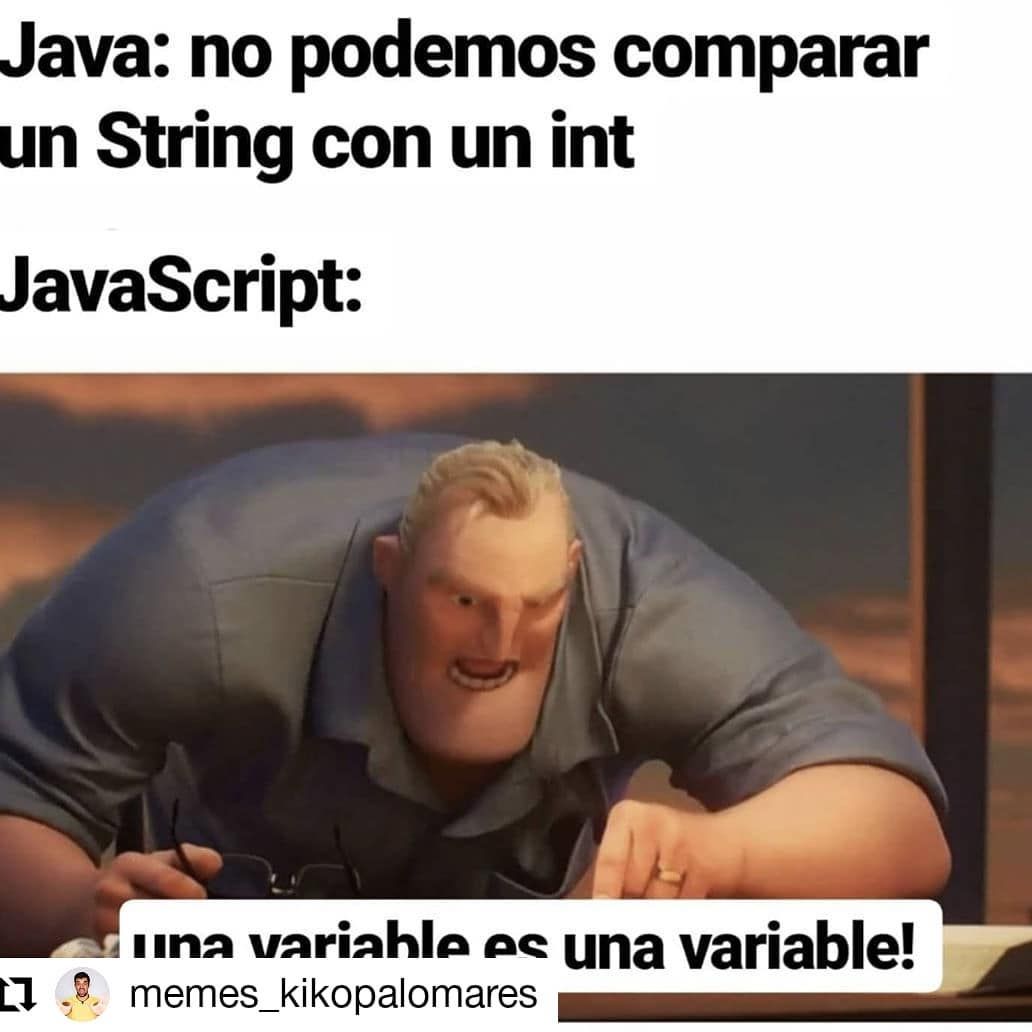 Java: no podemos comparar
un String con un int
JavaScript:
una variable es una variable!
memes_kikopalomares